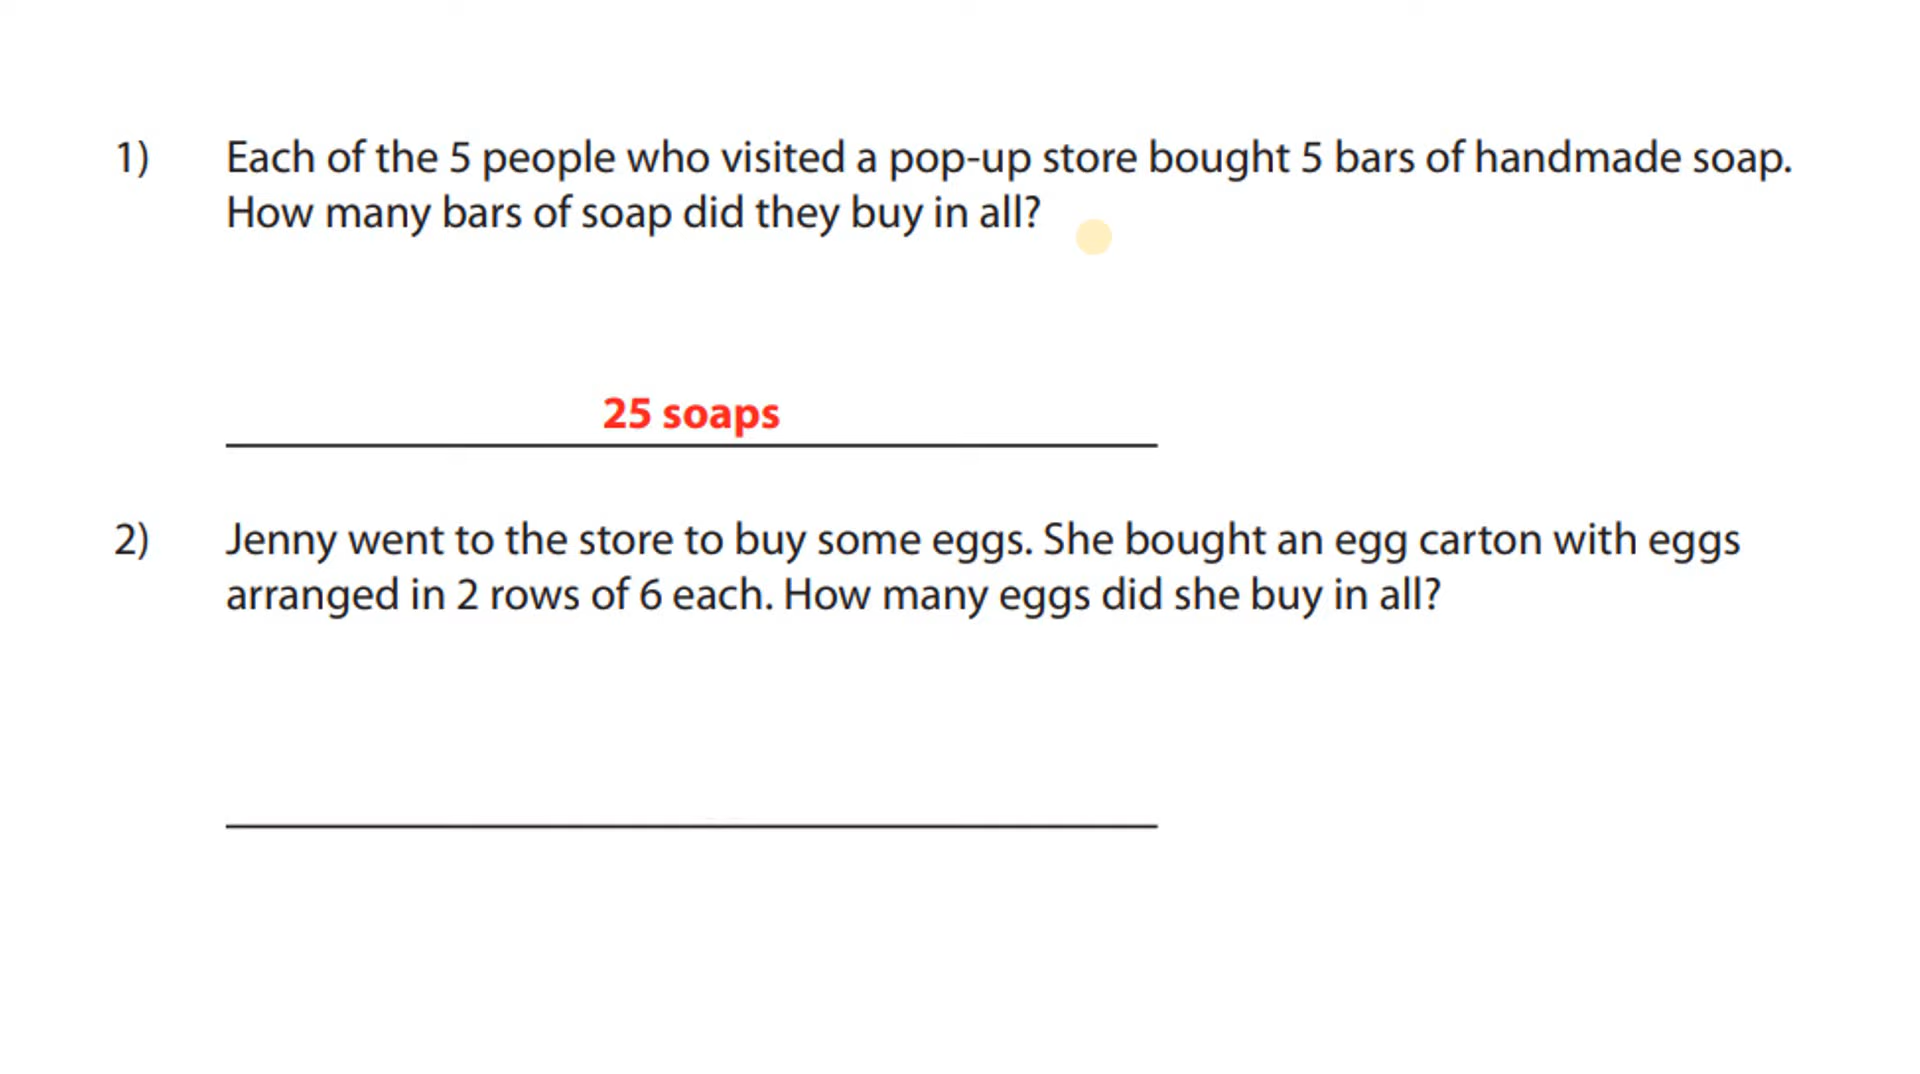 1) Each of the 5 people who visited a pop-up store bought 5 bars of handmade soap.
How many bars of soap did they buy in all?
25 soaps
2) Jenny went to the store to buy some eggs. She bought an egg carton with eggs
arranged in 2 rows of 6 each. How many eggs did she buy in all?